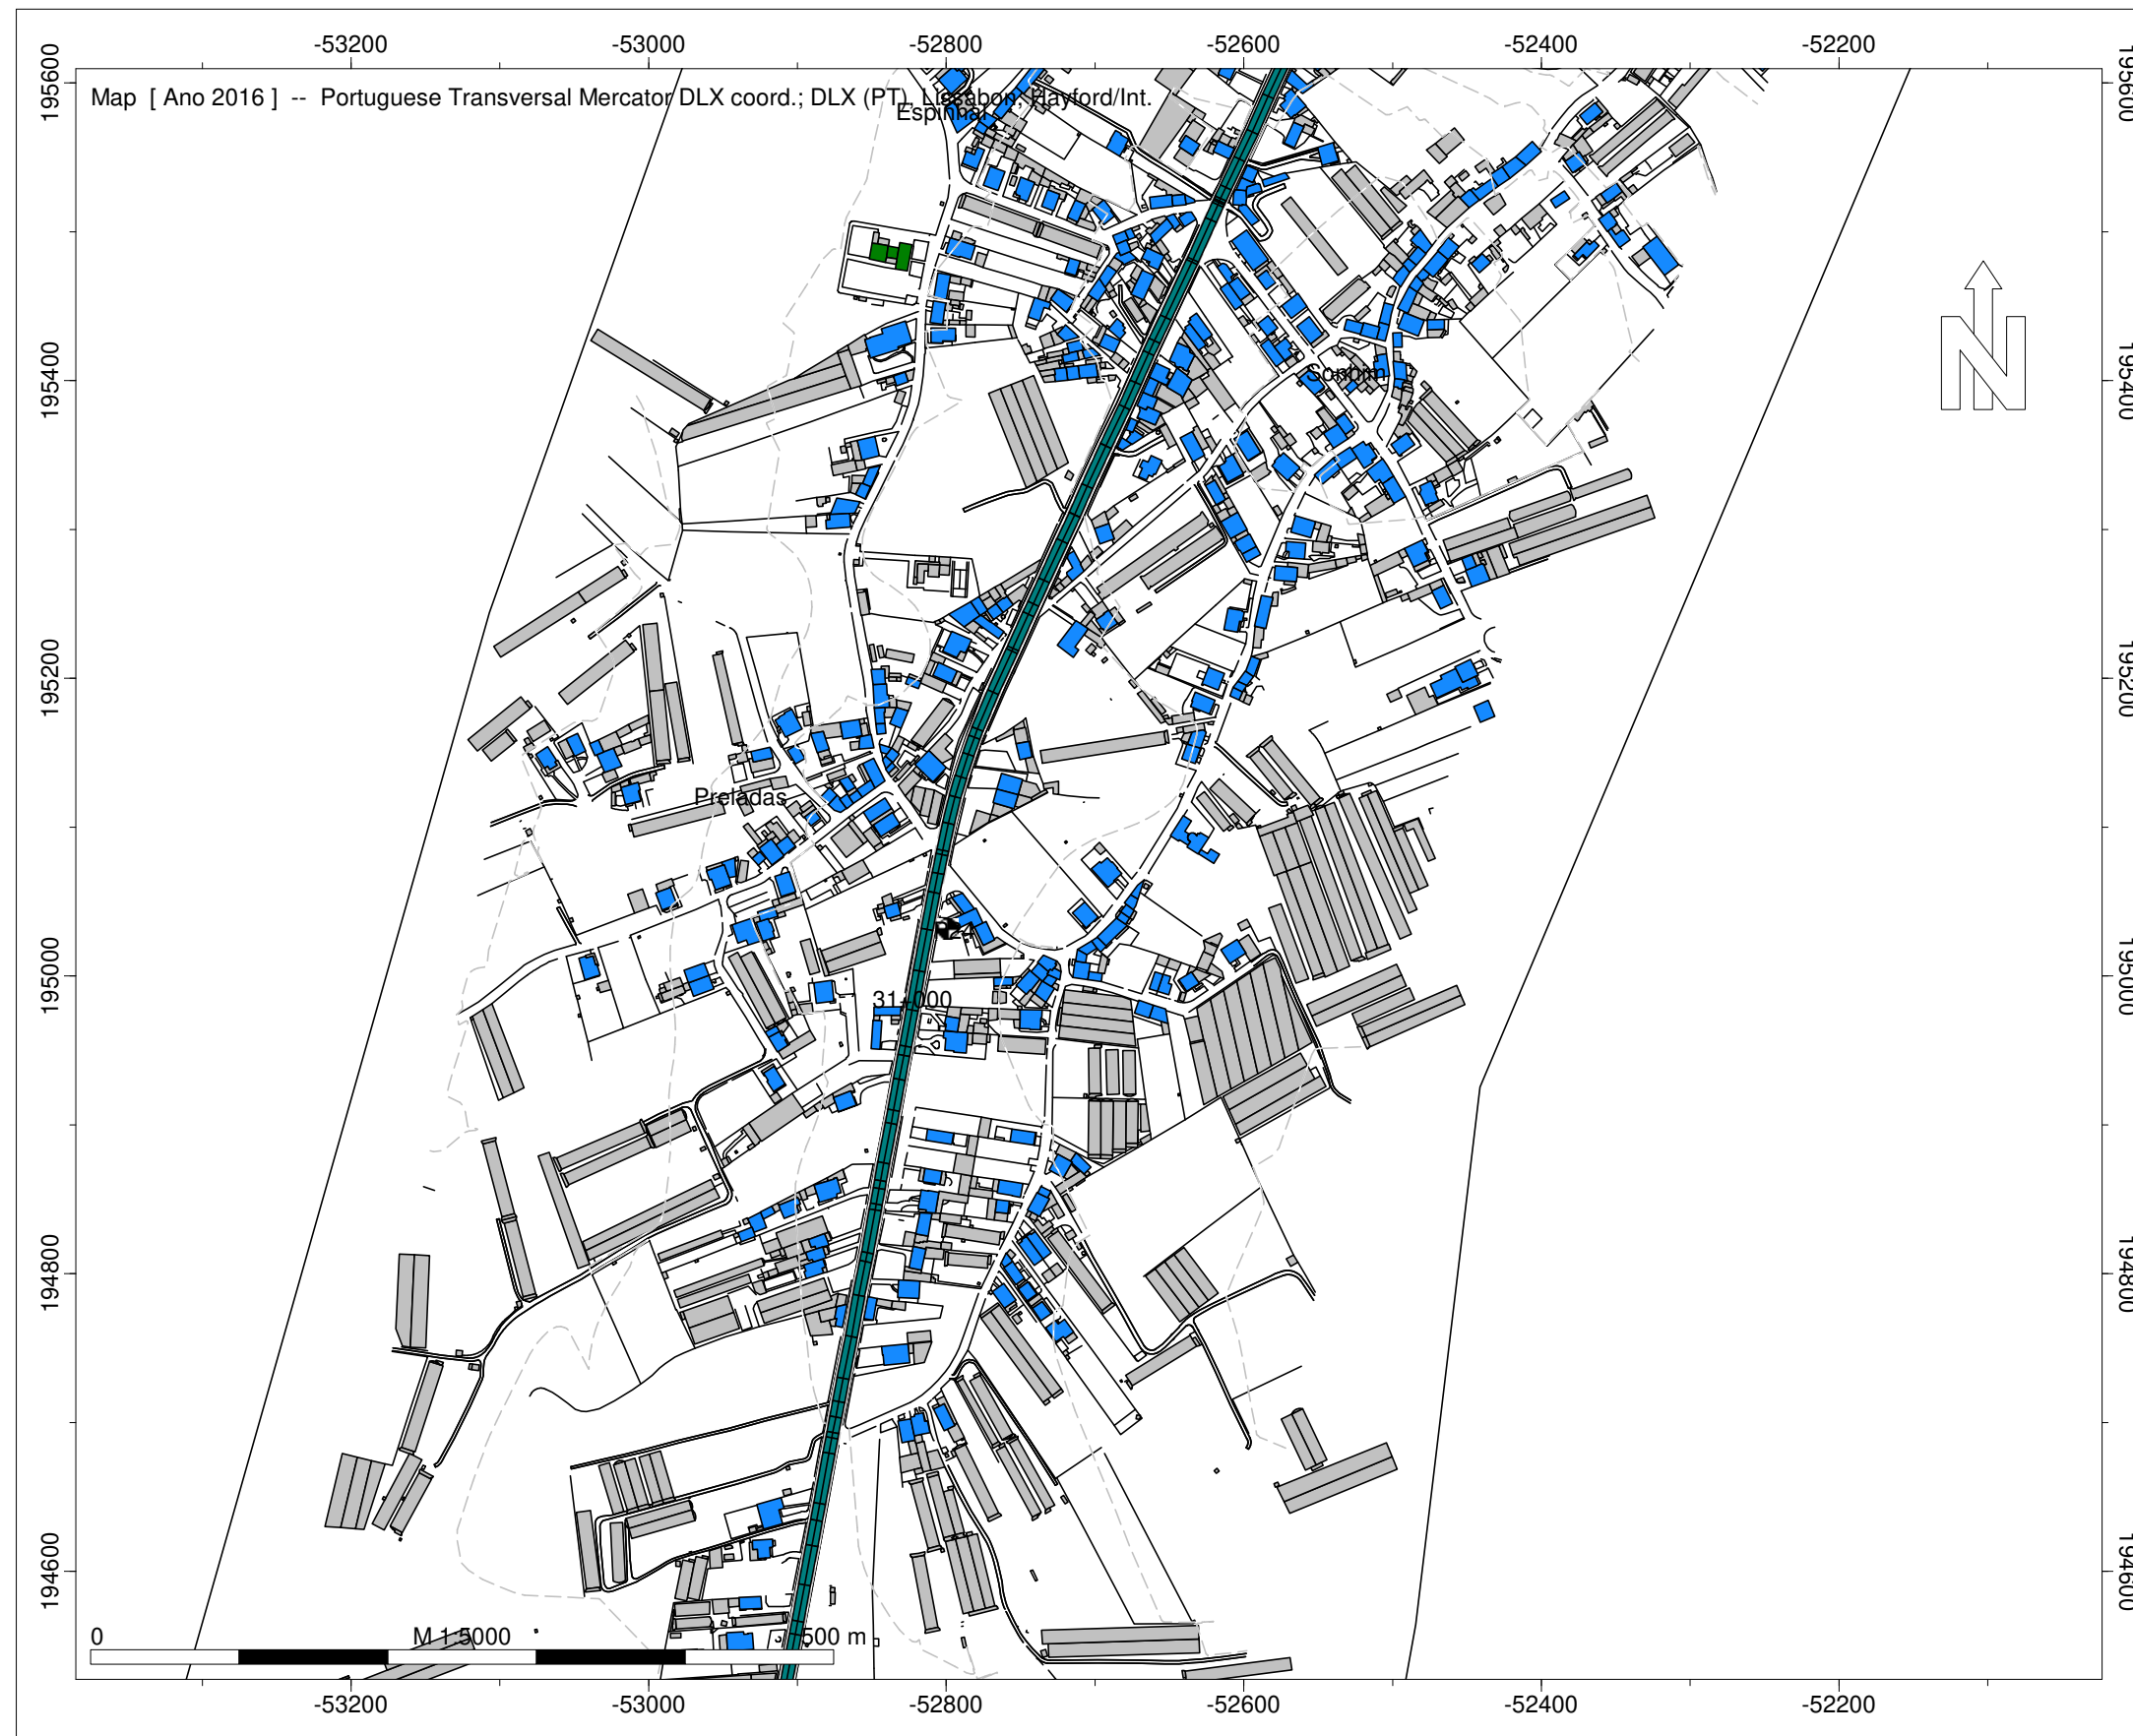 -53200 -53000 -52800 -52600 -52400 -52200
195600 195600
Map [ Ano 2016 ] -- Portuguese Transversal Mercator DLX coord.; DLX (PT), Lissabon, Hayford/Int.
Espinhal
195400 195400
N
195200 195200
Preladas
195000 195000
31+000
194800 194800
194600 194600
0 M 1:5000 500 m
-53200 -53000 -52800 -52600 -52400 -52200